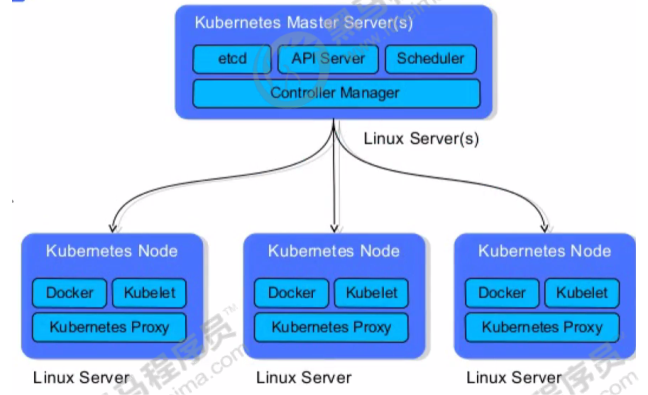 Kubernetes Master Server(s)
etcd API Server Scheduler
Controller Manager
Linux Server(s)
Kubernetes Node Kubernetes Node Kubernetes Node
Docker Kubelet Docker Kubelet Docker Kubelet
Kubernetes Proxy Kubernetes Proxy Kubernetes Proxy
Linux Server Linux Server Linux Server